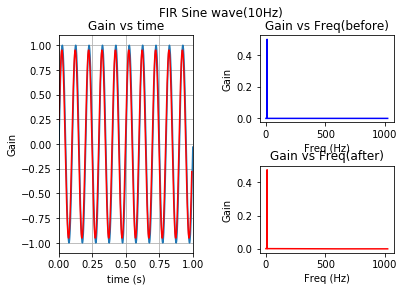 FIR Sine wave(10Hz)
Gain vs time
1.00
0.75
0.50
0.25
0.00
−0.25
−0.50
−0.75
−1.00
Gain
0.00 0.25 0.50 0.75 1.00
time (s)
Gain vs Freq(before)
0.4
0.2
0.0
Gain
0 500 1000
Freq (Hz)
Gain vs Freq(after)
0.4
0.2
0.0
Gain
0 500 1000
Freq (Hz)